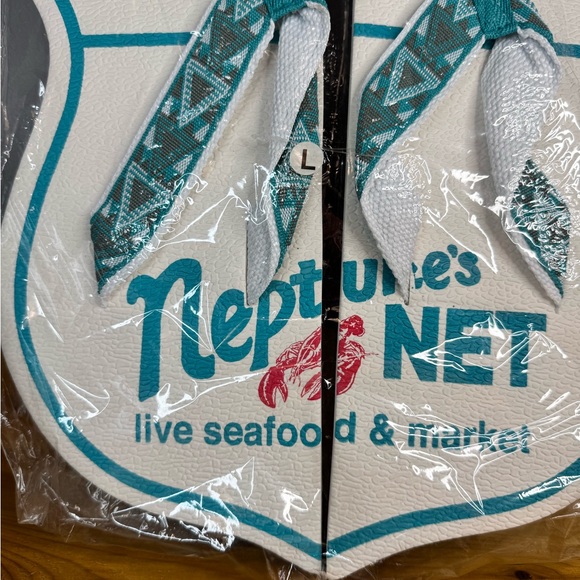 L
Neptune's
NET
live seafood & market